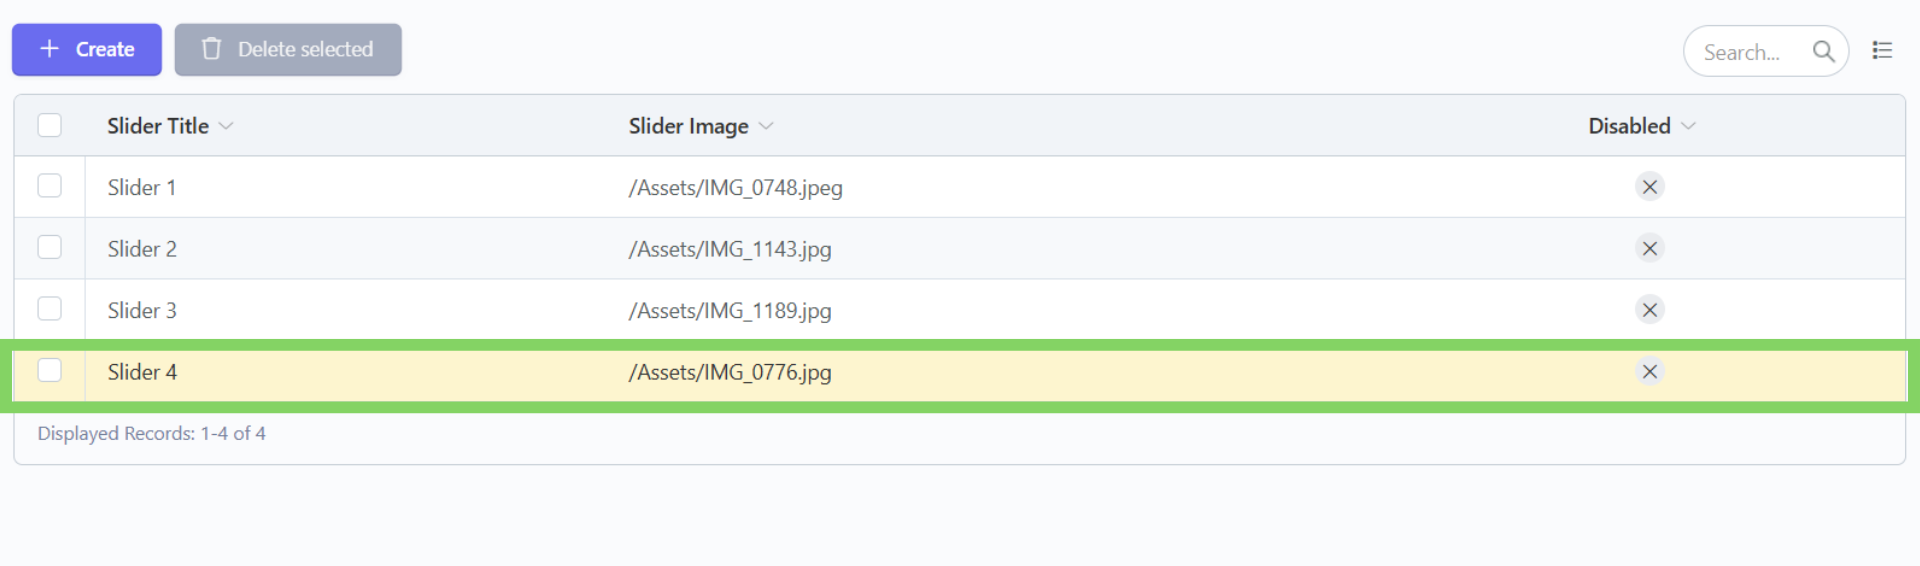 Create
Delete selected
Search...
Slider Title
Slider Image
Disabled
Slider 1
/Assets/IMG_0748.jpeg
Slider 2
/Assets/IMG_1143.jpg
Slider 3
/Assets/IMG_1189.jpg
Slider 4
/Assets/IMG_0776.jpg
Displayed Records: 1-4 of 4